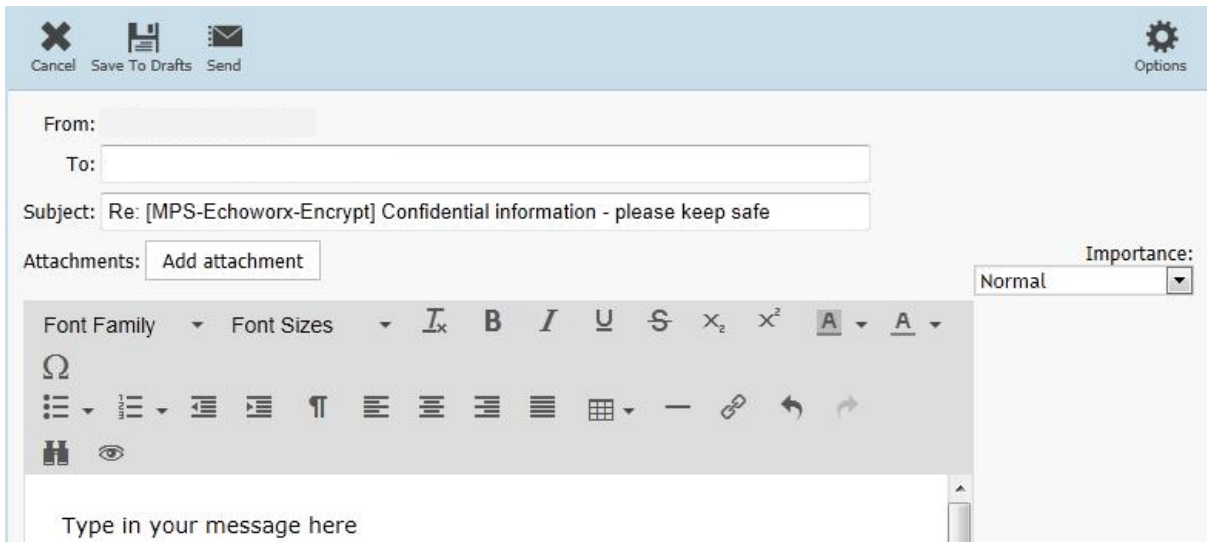 Cancel Save To Drafts Send Options
From:
To:
Subject: Re: [MPS-Echoworx-Encrypt] Confidential information - please keep safe
Attachments: Add attachment
Importance:
Normal
Font Family Font Sizes
Type in your message here